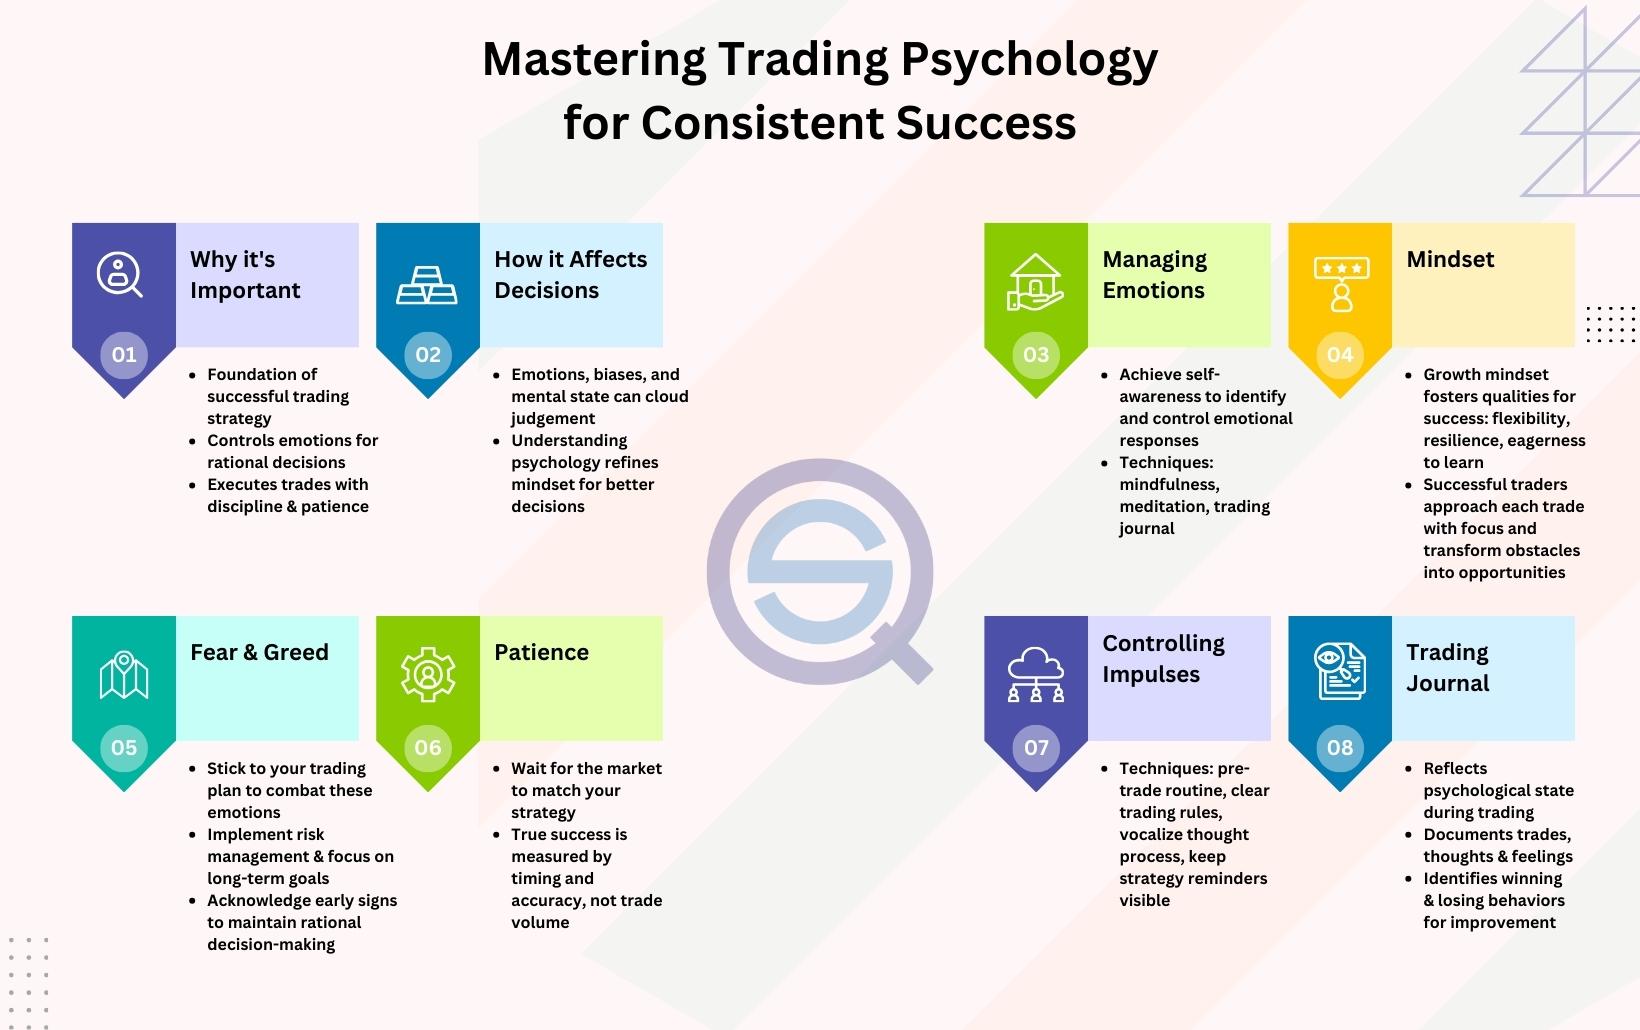 Mastering Trading Psychology
for Consistent Success
01
Why it's
Important
• Foundation of
successful trading
strategy
• Controls emotions for
rational decisions
• Executes trades with
discipline & patience
02
How it Affects
Decisions
• Emotions, biases, and
mental state can cloud
judgement
• Understanding
psychology refines
mindset for better
decisions
03
Managing
Emotions
• Achieve self-
awareness to identify
and control emotional
responses
• Techniques:
mindfulness,
meditation, trading
journal
04
Mindset
• Growth mindset
fosters qualities for
success: flexibility,
resilience, eagerness
to learn
• Successful traders
approach each trade
with focus and
transform obstacles
into opportunities
05
Fear & Greed
• Stick to your trading
plan to combat these
emotions
• Implement risk
management & focus on
long-term goals
• Acknowledge early signs
to maintain rational
decision-making
06
Patience
• Wait for the market
to match your
strategy
• True success is
measured by
timing and
accuracy, not trade
volume
07
Controlling
Impulses
• Techniques: pre-
trade routine, clear
trading rules,
vocalize thought
process, keep
strategy reminders
visible
08
Trading
Journal
• Reflects
psychological state
during trading
• Documents trades,
thoughts & feelings
• Identifies winning
& losing behaviors
for improvement